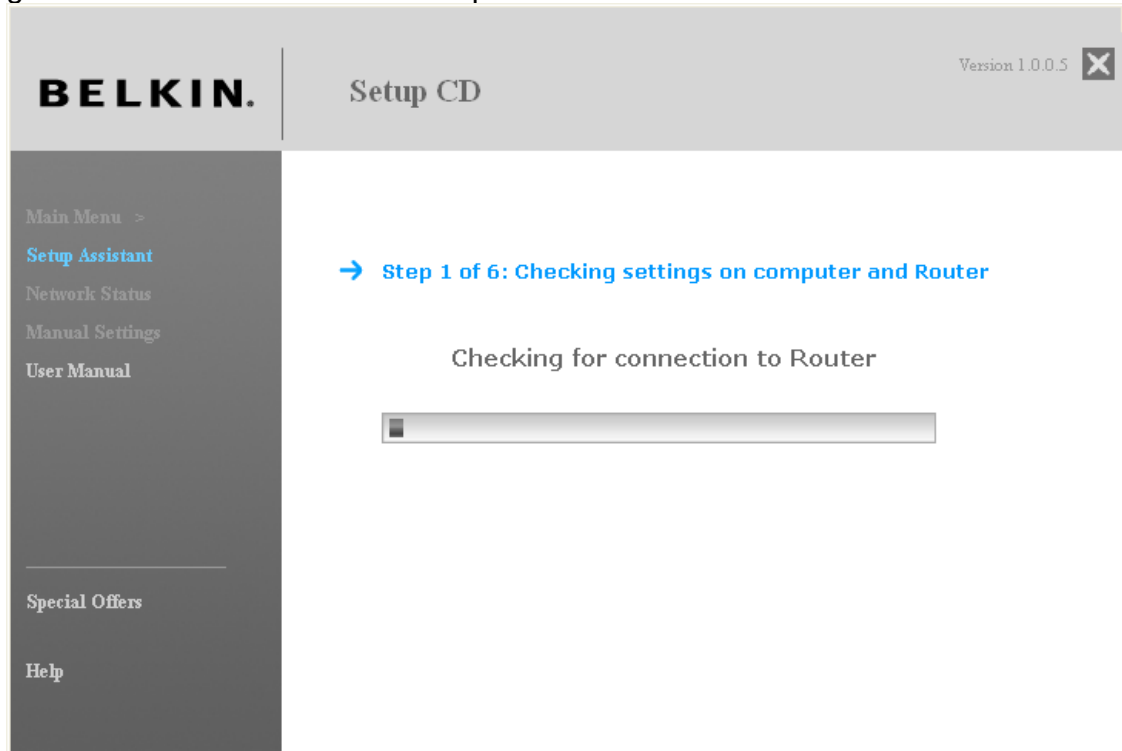 BELKIN.
Setup CD
Version 1.0.0.5
Main Menu >
Setup Assistant
Network Status
Manual Settings
User Manual
Special Offers
Help
Step 1 of 6: Checking settings on computer and Router
Checking for connection to Router